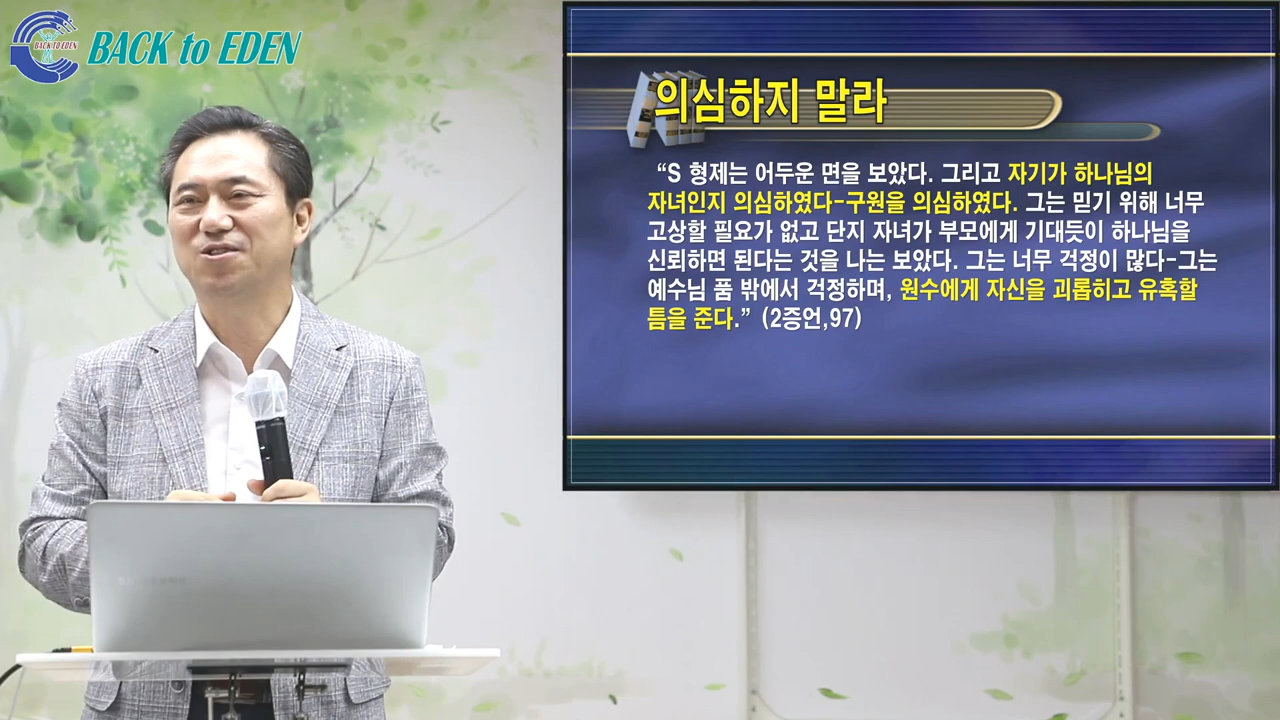 BACK TO EDEN
BACK to EDEN
의심하지 말라
“S 형제는 어두운 면을 보았다. 그리고 자기가 하나님의
자녀인지 의심하였다-구원을 의심하였다. 그는 믿기 위해 너무
고상할 필요가 없고 단지 자녀가 부모에게 기대듯이 하나님을
신뢰하면 된다는 것을 나는 보았다. 그는 너무 걱정이 많다-그는
예수님 품 밖에서 걱정하며, 원수에게 자신을 괴롭히고 유혹할
틈을 준다.” (2증언,97)